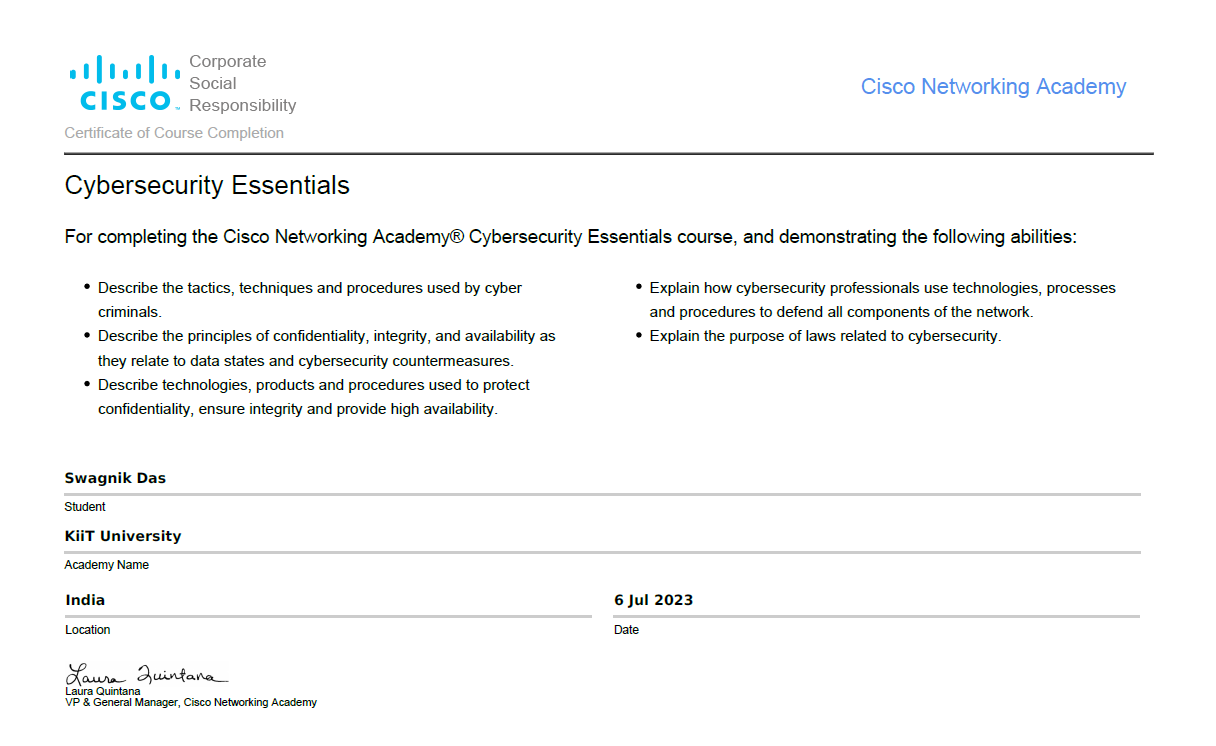 Corporate
Social
CISCO™ Responsibility
Cisco Networking Academy
Certificate of Course Completion
Cybersecurity Essentials
For completing the Cisco Networking Academy® Cybersecurity Essentials course, and demonstrating the following abilities:
• Describe the tactics, techniques and procedures used by cyber
criminals.
• Describe the principles of confidentiality, integrity, and availability as
they relate to data states and cybersecurity countermeasures.
• Describe technologies, products and procedures used to protect
confidentiality, ensure integrity and provide high availability.
• Explain how cybersecurity professionals use technologies, processes
and procedures to defend all components of the network.
• Explain the purpose of laws related to cybersecurity.
Swagnik Das
Student
KiiT University
Academy Name
India
Location
6 Jul 2023
Date
Laura Quintana
Laura Quintana
VP & General Manager, Cisco Networking Academy